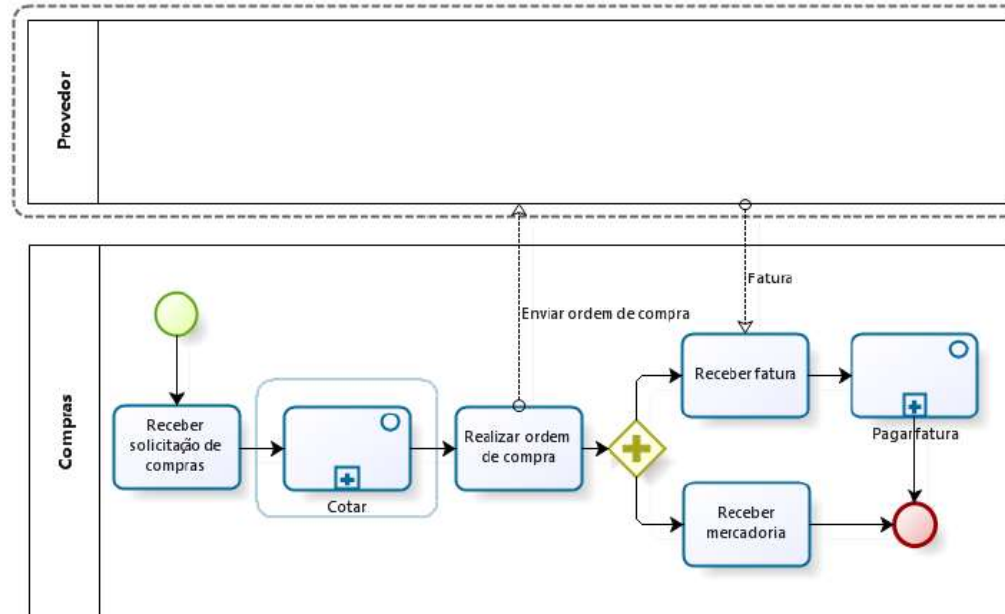 Provedor
Compras
Fatura
Enviar ordem de compra
Receber
solicitação de
compras
Cotar
Realizar ordem
de compra
Receber fatura
Pagar fatura
Receber
mercadoria